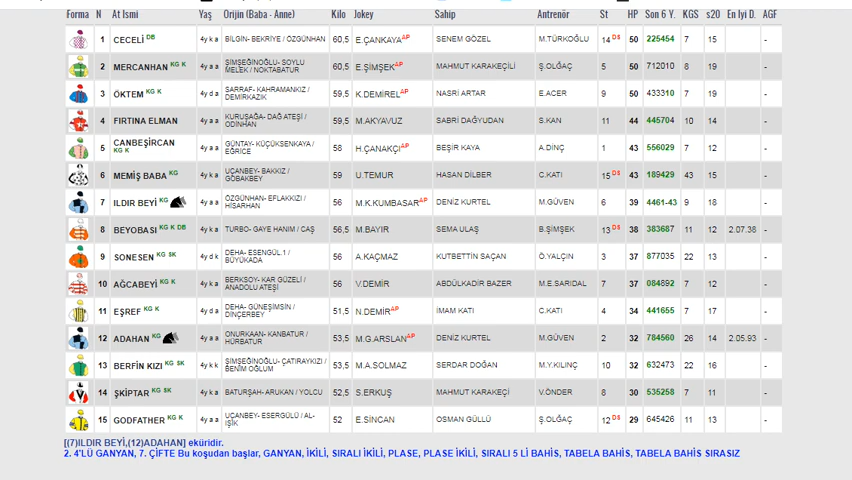 Forma N At İsmi Yaş Orijin (Baba - Anne) Kilo Jokey Sahip Antrenör St HP Son 6 Y. KGS s20 En İyi D. AGF
1 CECELİ DB 4y k a BİLGİN- BEKRİYE / ÖZGÜNHAN 60,5 E.ÇANKAYA AP SENEM GÖZEL M.TÜRKOĞLU 14 DS 50 225454 7 15 -
2 MERCANHAN KG K 4y a a ŞİMŞEĞİNOĞLU- SOYLU MELEK / NOKTABATUR 60,5 E.ŞİMŞEK AP MAHMUT KARAKEÇİLİ Ş.OLĞAÇ 5 50 712010 8 19 -
3 ÖKTEM KG K 4y d a SARRAF- KAHRAMANKIZ / DEMİRKAZIK 59,5 K.DEMİREL AP NASRİ ARTAR E.ACER 9 50 433310 7 19 -
4 FIRTINA ELMAN 4y a a KURUŞAĞA- DAĞ ATEŞİ / ODİNHAN 59,5 M.AKYAVUZ SABRİ DAĞYUDAN S.KAN 11 44 445704 10 14 -
5 CANBEŞİRCAN KG K 4y a a GÜNTAY- KÜÇÜKSENKAYA / EĞRİCE 58 H.ÇANAKÇI AP BEŞİR KAYA A.DİNÇ 1 43 556029 7 12 -
6 MEMİŞ BABA KG 4y k a UÇANBEY- BAKKIZ / GÖBAKBEY 59 U.TEMUR HASAN DİLBER C.KATI 15 DS 43 189429 43 15 -
7 ILDIR BEYİ KG 4y a a ÖZGÜNHAN- EFLAKKIZI / HİSARHAN 56 M.K.KUMBASAR AP DENİZ KURTEL M.GÜVEN 6 39 4461-43 9 18 -
8 BEYOBASI KG K DB 4y k a TURBO- GAYE HANIM / CAŞ 56,5 M.BAYIR SEMA ULAŞ B.ŞİMŞEK 13 DS 38 383687 11 12 2.07.38 -
9 SONESEN KG SK 4y d k DEHA- ESENGÜL.1 / BÜYÜKADA 56 A.KAÇMAZ KUTBETTİN SAÇAN Ö.YALÇIN 3 37 877035 22 13 -
10 AĞCABEYİ KG K 4y k a BERKSOY- KAR GÜZELİ / ANADOLU ATEŞİ 56 V.DEMİR ABDÜLKADİR BAZER M.E.SARIDAL 7 37 084892 7 12 -
11 EŞREF KG K 4y d a DEHA- GÜNEŞİMSİN / DİNÇERBEY 51,5 N.DEMİR AP İMAM KATI C.KATI 4 34 441655 7 17 -
12 ADAHAN KG 4y a a ONURKAAN- KANBATUR / HÜRBATUR 53,5 M.G.ARSLAN AP DENİZ KURTEL M.GÜVEN 2 32 784560 26 14 2.05.93 -
13 BERFİN KIZI KG SK 4y k k ŞİMŞEĞİNOĞLU- ÇATIRAYKIZI / BENİM OĞLUM 53,5 M.A.SOLMAZ SERDAR DOĞAN M.Y.KILINÇ 10 32 632473 22 16 -
14 ŞKİPTAR KG SK 4y k a BATURŞAH- ARUKAN / YOLCU 52,5 S.ERKUŞ MAHMUT KARAKEÇİ V.ÖNDER 8 30 535258 7 11 -
15 GODFATHER KG K 4y a a UÇANBEY- ESERGÜLÜ / AL-IŞIK 52 E.SİNCAN OSMAN GÜLLÜ Ş.OLĞAÇ 12 DS 29 645426 11 13 -
[(7)ILDIR BEYİ,(12)ADAHAN] eküridir.
2. 4'LÜ GANYAN, 7. ÇİFTE Bu koşudan başlar, GANYAN, İKİLİ, SIRALI İKİLİ, PLASE, PLASE İKİLİ, SIRALI 5 Lİ BAHİS, TABELA BAHİS, TABELA BAHİS SIRASIZ